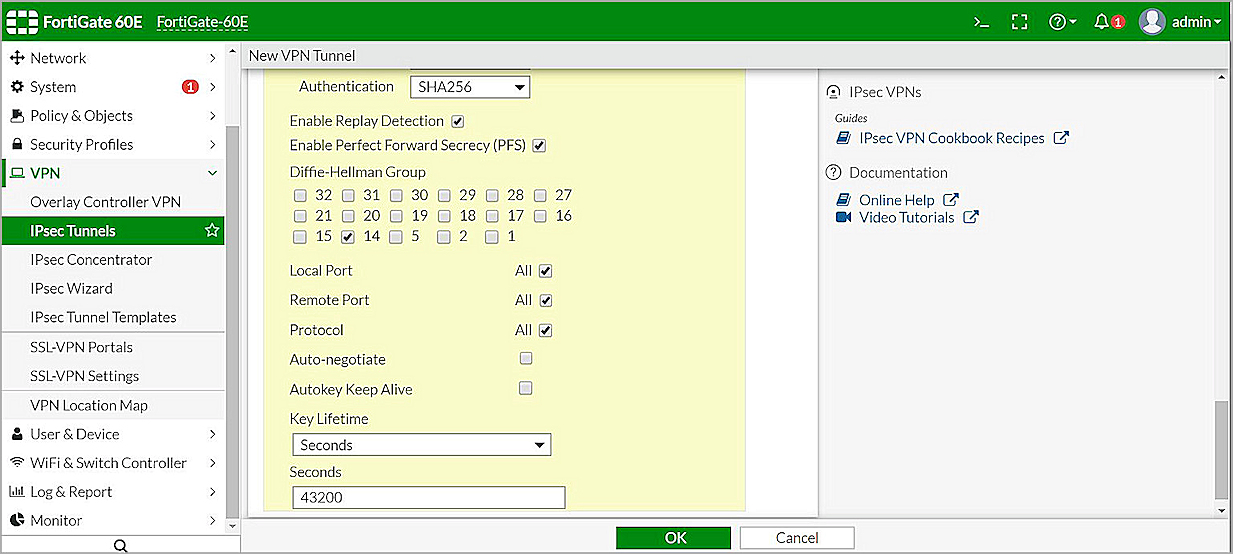 FortiGate 60E FortiGate-60E >_ 1 admin
Network
System 1
Policy & Objects
Security Profiles
VPN
Overlay Controller VPN
IPsec Tunnels
IPsec Concentrator
IPsec Wizard
IPsec Tunnel Templates
SSL-VPN Portals
SSL-VPN Settings
VPN Location Map
User & Device
WiFi & Switch Controller
Log & Report
Monitor
New VPN Tunnel
Authentication SHA256
Enable Replay Detection
Enable Perfect Forward Secrecy (PFS)
Diffie-Hellman Group
32 31 30 29 28 27
21 20 19 18 17 16
15 14 5 2 1
Local Port All
Remote Port All
Protocol All
Auto-negotiate
Autokey Keep Alive
Key Lifetime
Seconds
Seconds
43200
OK Cancel
IPsec VPNs
Guides
IPsec VPN Cookbook Recipes
? Documentation
Online Help
Video Tutorials